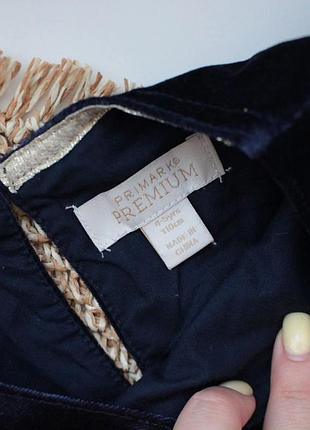 PRIMARK®
PREMIUM
4-5yrs
110cm
MADE IN
CHINA